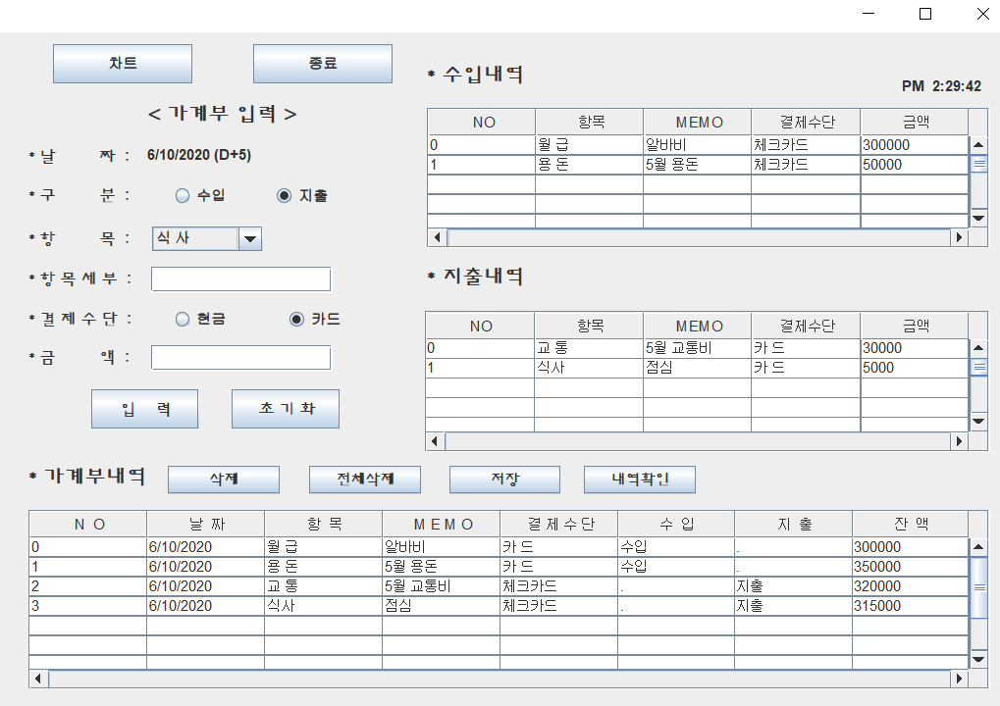 차트 종료
< 가계부 입력 >
* 날 짜 : 6/10/2020 (D+5)
* 구 분 : 수입 지출
* 항 목 : 식 사
* 항 목 세 부 :
* 결 제 수 단 : 현금 카드
* 금 액 :
입 력 초 기 화
* 수입내역
PM 2:29:42
NO 항목 MEMO 결제수단 금액
0 월 급 알바비 체크카드 300000
1 용 돈 5월 용돈 체크카드 50000
* 지출내역
NO 항목 MEMO 결제수단 금액
0 교 통 5월 교통비 카 드 30000
1 식사 점심 카 드 5000
* 가계부내역 삭제 전체삭제 저장 내역확인
N O 날 짜 항 목 M E M O 결 제 수 단 수 입 지 출 잔 액
0 6/10/2020 월 급 알바비 카 드 수입 . 300000
1 6/10/2020 용 돈 5월 용돈 카 드 수입 . 350000
2 6/10/2020 교 통 5월 교통비 체크카드 . 지출 320000
3 6/10/2020 식사 점심 체크카드 . 지출 315000